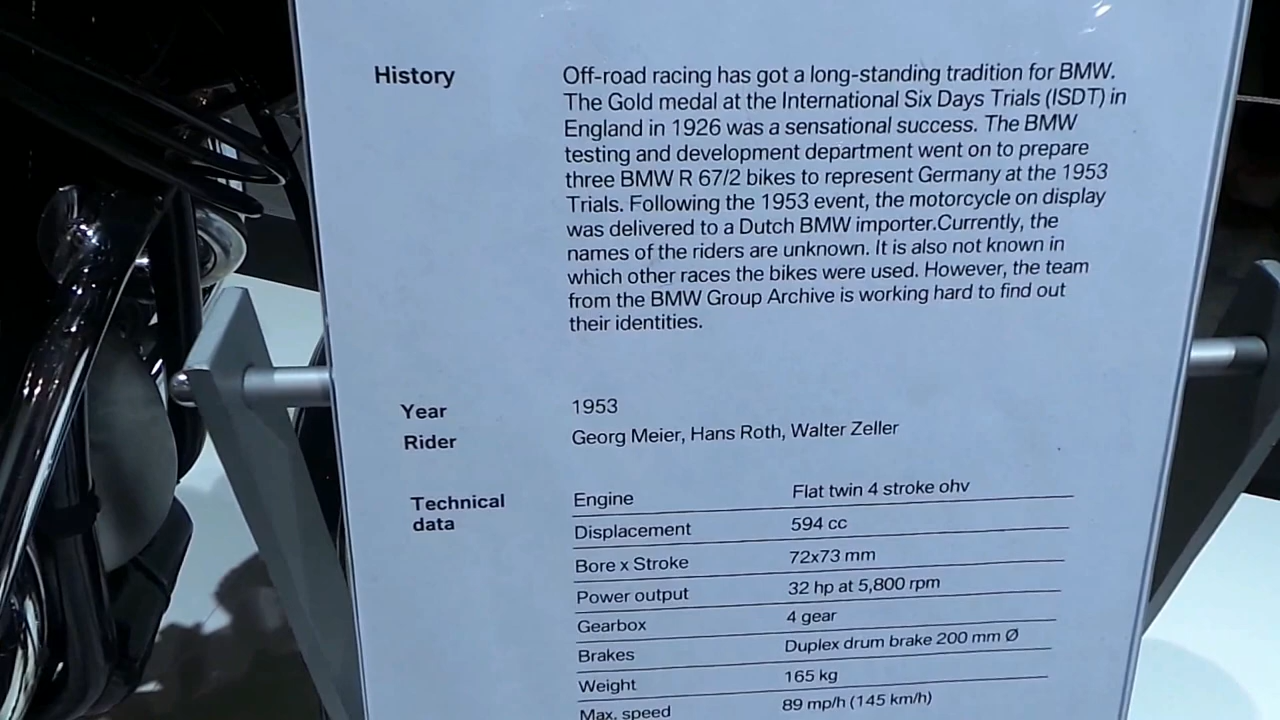 History
Off-road racing has got a long-standing tradition for BMW.
The Gold medal at the International Six Days Trials (ISDT) in
England in 1926 was a sensational success. The BMW
testing and development department went on to prepare
three BMW R 67/2 bikes to represent Germany at the 1953
Trials. Following the 1953 event, the motorcycle on display
was delivered to a Dutch BMW importer.Currently, the
names of the riders are unknown. It is also not known in
which other races the bikes were used. However, the team
from the BMW Group Archive is working hard to find out
their identities.
Year 1953
Rider Georg Meier, Hans Roth, Walter Zeller
Technical data
Engine Flat twin 4 stroke ohv
Displacement 594 cc
Bore x Stroke 72x73 mm
Power output 32 hp at 5,800 rpm
Gearbox 4 gear
Brakes Duplex drum brake 200 mm Ø
Weight 165 kg
Max. speed 89 mp/h (145 km/h)